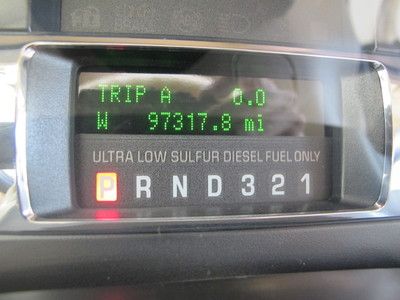 TRIP A 0.0
W 97317.8 mi
ULTRA LOW SULFUR DIESEL FUEL ONLY
P R N D 3 2 1